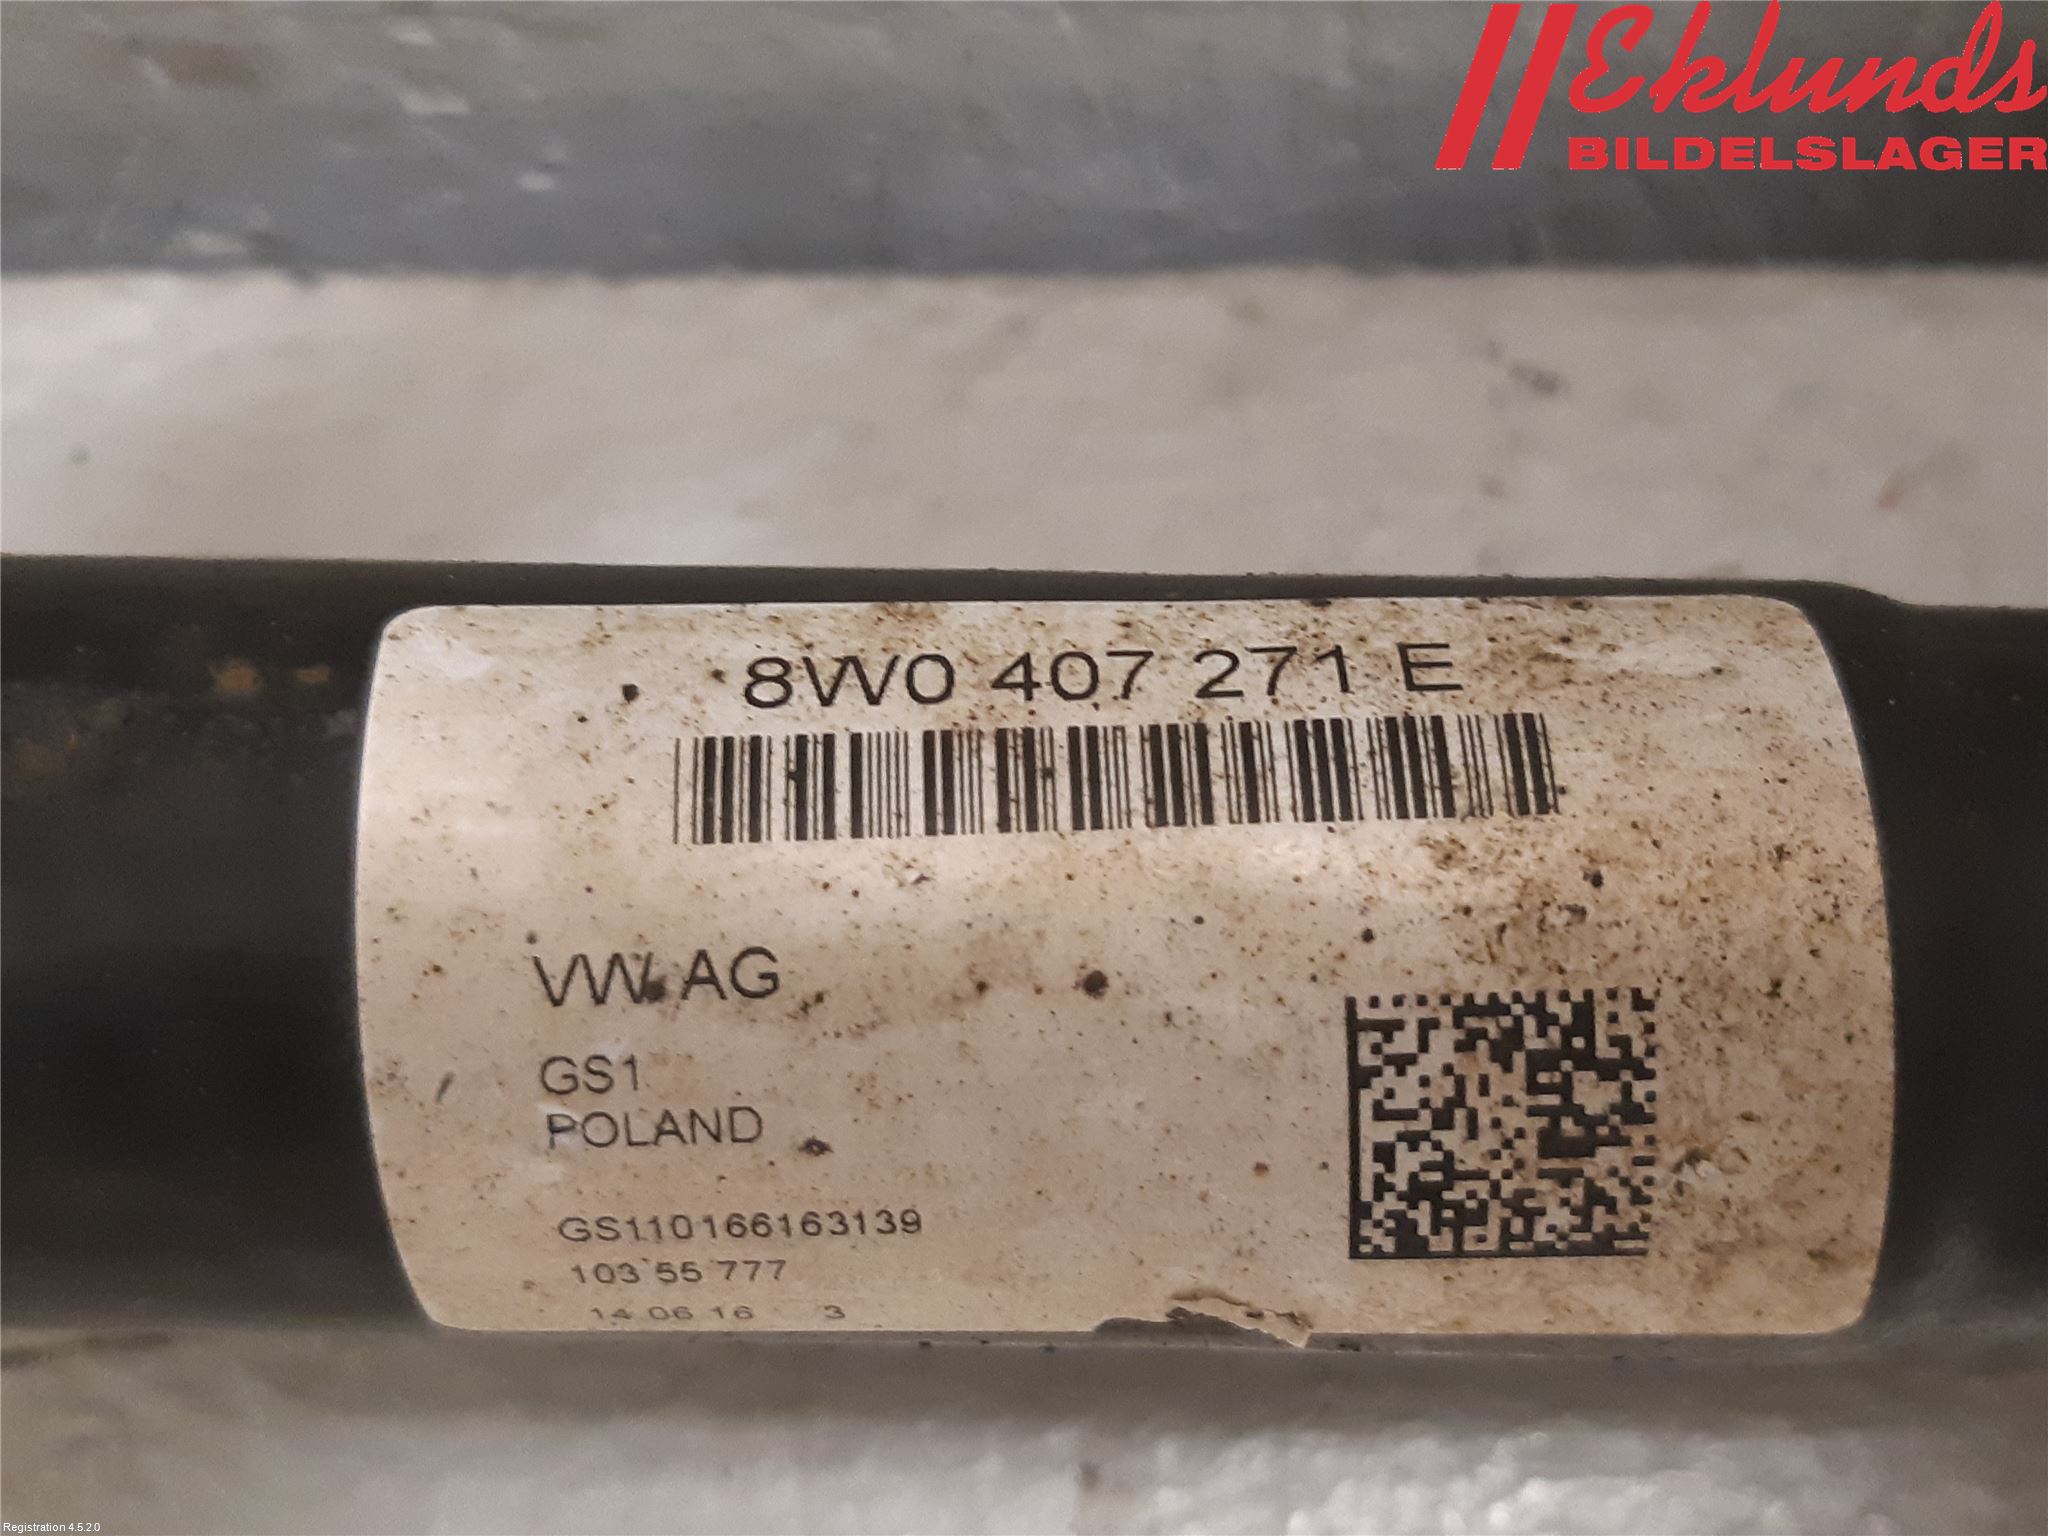 Eklunds
BILDELSLAGER
8W0 407 271 E
VW AG
GS1
POLAND
GS110166163139
103 55 777
14 06 16 3
Registration 4.5.2.0